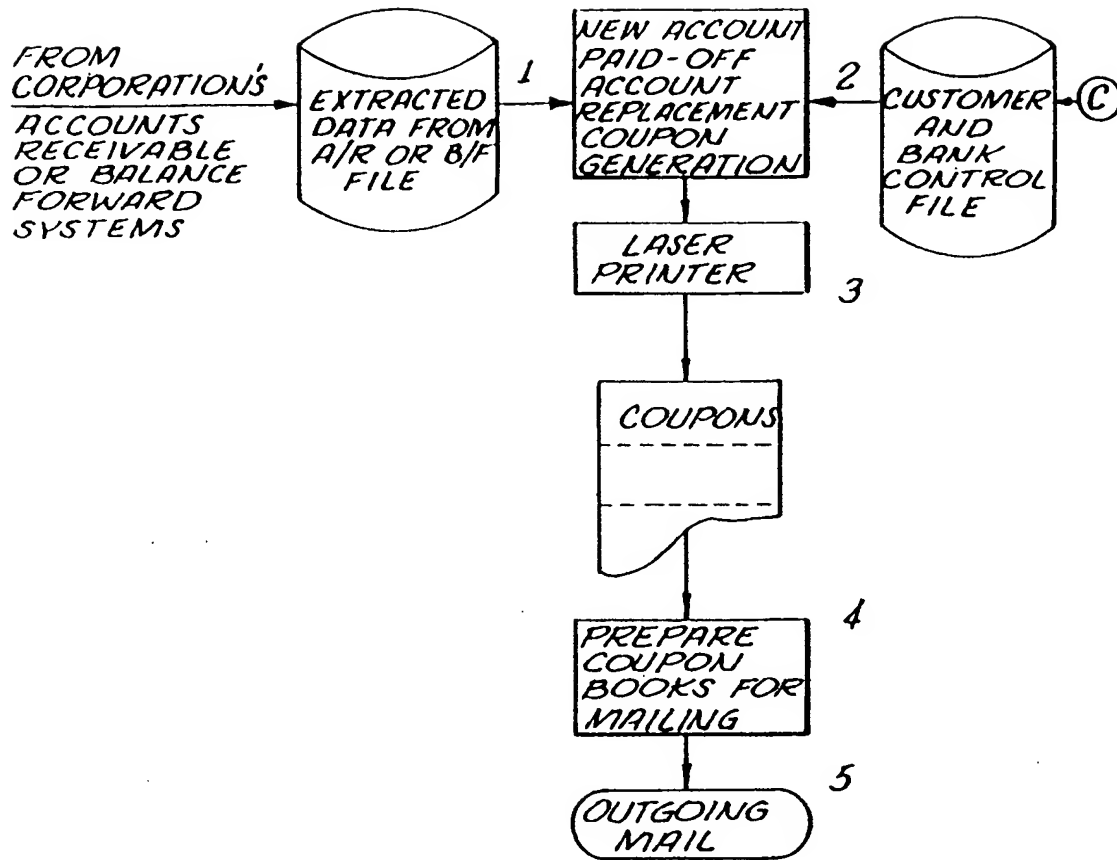 FROM
CORPORATION'S
ACCOUNTS
RECEIVABLE
OR BALANCE
FORWARD
SYSTEMS
EXTRACTED
DATA FROM
A/R OR B/F
FILE
1
NEW ACCOUNT
PAID-OFF
ACCOUNT
REPLACEMENT
COUPON
GENERATION
2
CUSTOMER
AND
BANK
CONTROL
FILE
C
LASER
PRINTER
3
COUPONS
4
PREPARE
COUPON
BOOKS FOR
MAILING
5
OUTGOING
MAIL